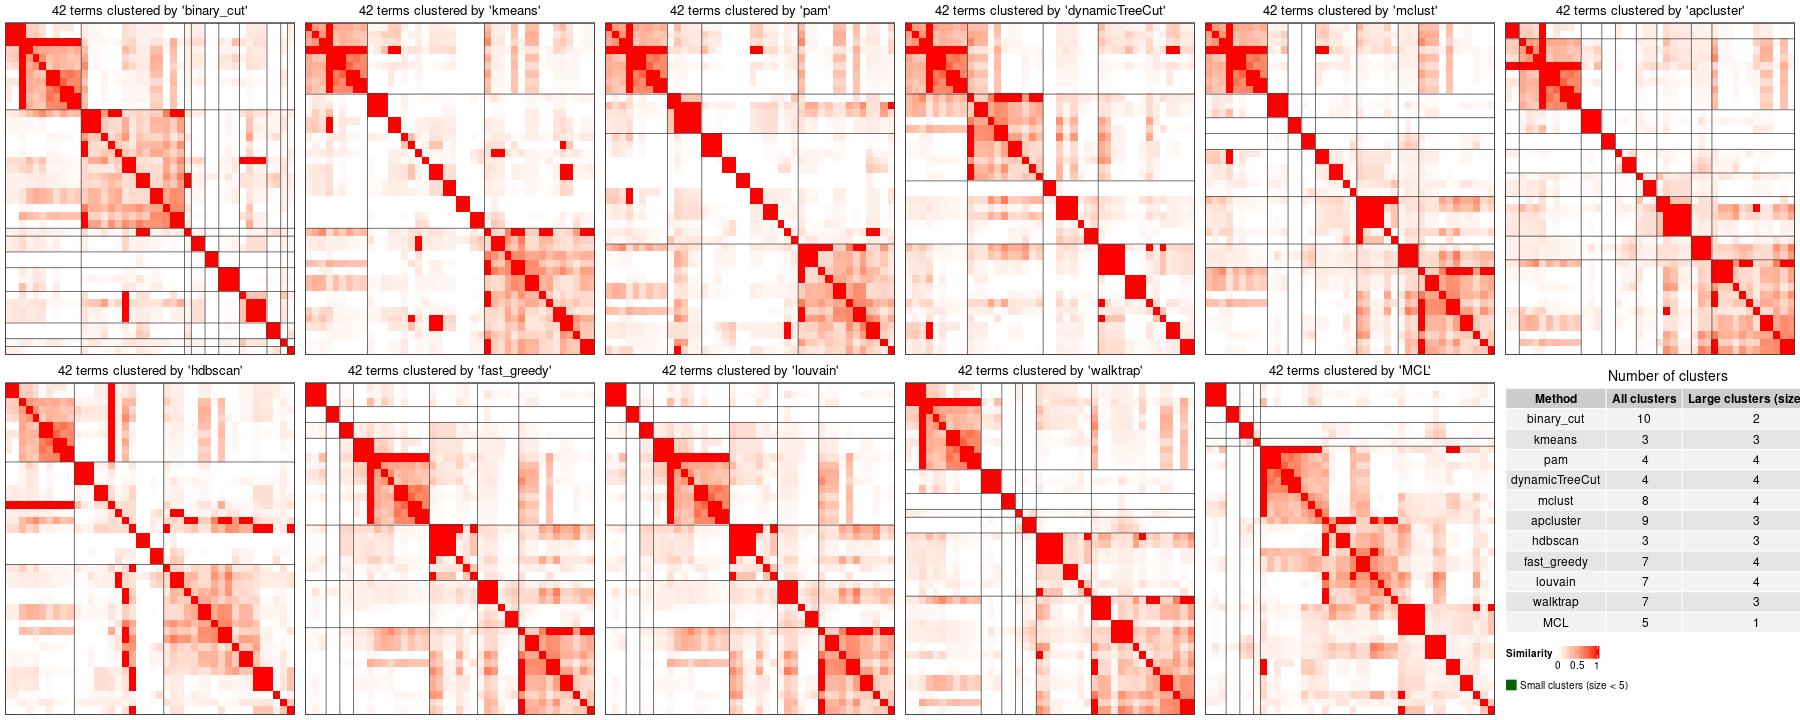 42 terms clustered by 'binary_cut'
42 terms clustered by 'kmeans'
42 terms clustered by 'pam'
42 terms clustered by 'dynamicTreeCut'
42 terms clustered by 'mclust'
42 terms clustered by 'apcluster'
42 terms clustered by 'hdbscan'
42 terms clustered by 'fast_greedy'
42 terms clustered by 'louvain'
42 terms clustered by 'walktrap'
42 terms clustered by 'MCL'
Number of clusters
Method All clusters Large clusters (size
binary_cut 10 2
kmeans 3 3
pam 4 4
dynamicTreeCut 4 4
mclust 8 4
apcluster 9 3
hdbscan 3 3
fast_greedy 7 4
louvain 7 4
walktrap 7 3
MCL 5 1
Similarity
0 0.5 1
Small clusters (size < 5)